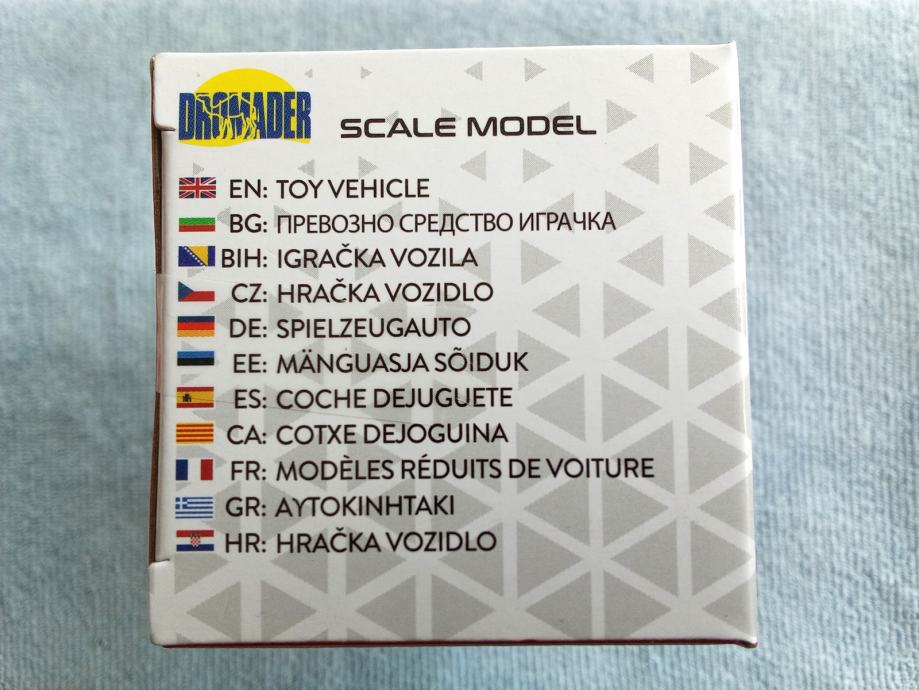 DROMADER SCALE MODEL
EN: TOY VEHICLE
BG: ПРЕВОЗНО СРЕДСТВО ИГРАЧКА
BIH: IGRAČKA VOZILA
CZ: HRAČKA VOZIDLO
DE: SPIELZEUGAUTO
EE: MÄNGUASJA SÕIDUK
ES: COCHE DEJUGUETE
CA: COTXE DEJOGUINA
FR: MODÈLES RÉDUITS DE VOITURE
GR: ΑΥΤΟΚΙΝΗΤΑΚΙ
HR: HRAČKA VOZIDLO